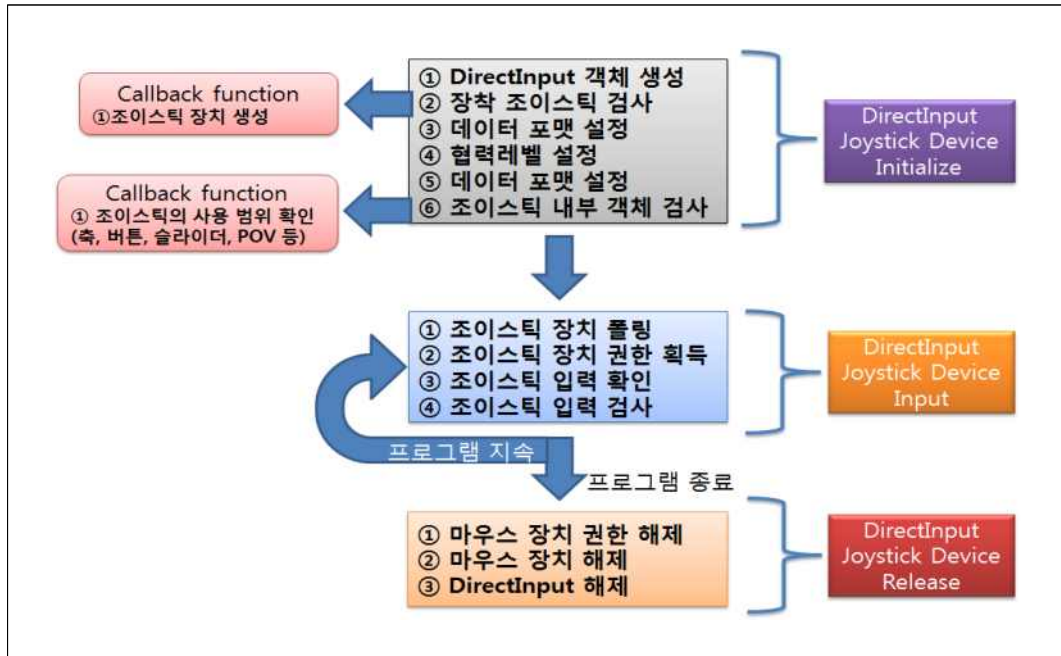 Callback function
①조이스틱 장치 생성
Callback function
① 조이스틱의 사용 범위 확인
(축, 버튼, 슬라이더, POV 등)
① DirectInput 객체 생성
② 장착 조이스틱 검사
③ 데이터 포맷 설정
④ 협력레벨 설정
⑤ 데이터 포맷 설정
⑥ 조이스틱 내부 객체 검사
DirectInput
Joystick Device
Initialize
① 조이스틱 장치 폴링
② 조이스틱 장치 권한 획득
③ 조이스틱 입력 확인
④ 조이스틱 입력 검사
DirectInput
Joystick Device
Input
프로그램 지속
프로그램 종료
① 마우스 장치 권한 해제
② 마우스 장치 해제
③ DirectInput 해제
DirectInput
Joystick Device
Release